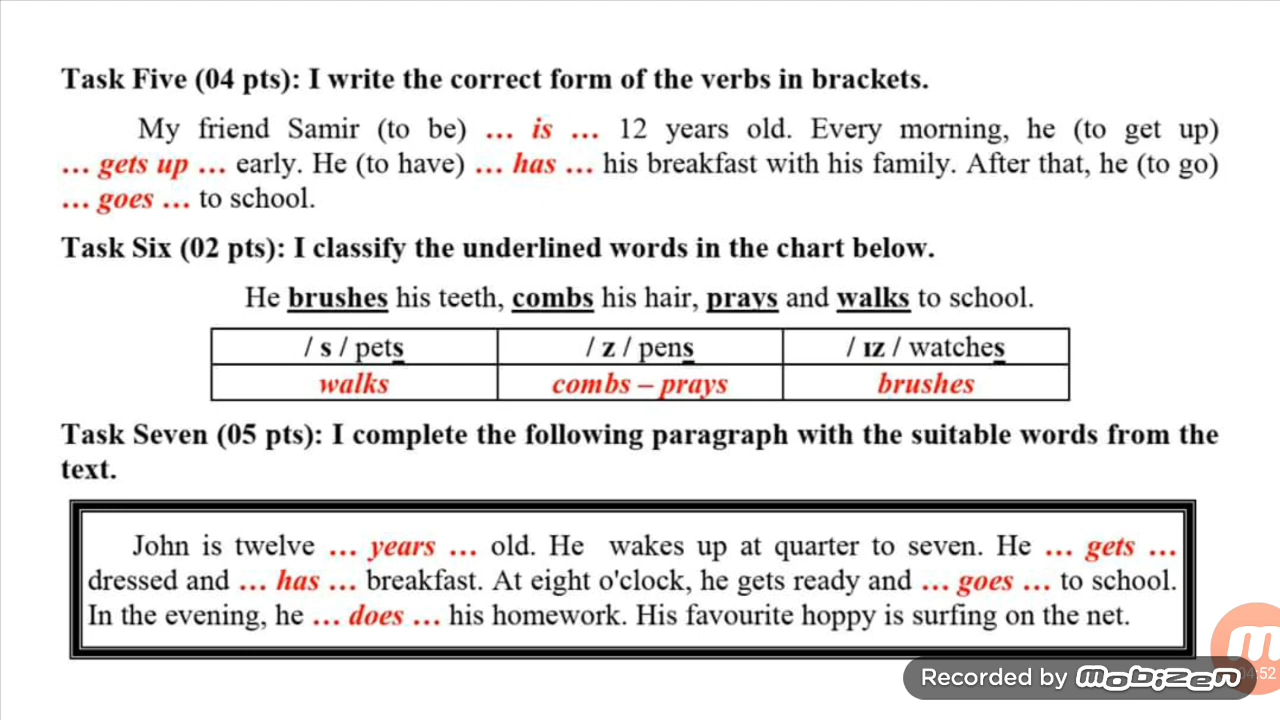 Task Five (04 pts): I write the correct form of the verbs in brackets.
My friend Samir (to be) ... is ... 12 years old. Every morning, he (to get up)
... gets up ... early. He (to have) ... has ... his breakfast with his family. After that, he (to go)
... goes ... to school.
Task Six (02 pts): I classify the underlined words in the chart below.
He brushes his teeth, combs his hair, prays and walks to school.
/ s / pets / z / pens / ɪz / watches
walks combs – prays brushes
Task Seven (05 pts): I complete the following paragraph with the suitable words from the
text.
John is twelve ... years ... old. He wakes up at quarter to seven. He ... gets ...
dressed and ... has ... breakfast. At eight o'clock, he gets ready and ... goes ... to school.
In the evening, he ... does ... his homework. His favourite hoppy is surfing on the net.
Recorded by mobizen
04:52